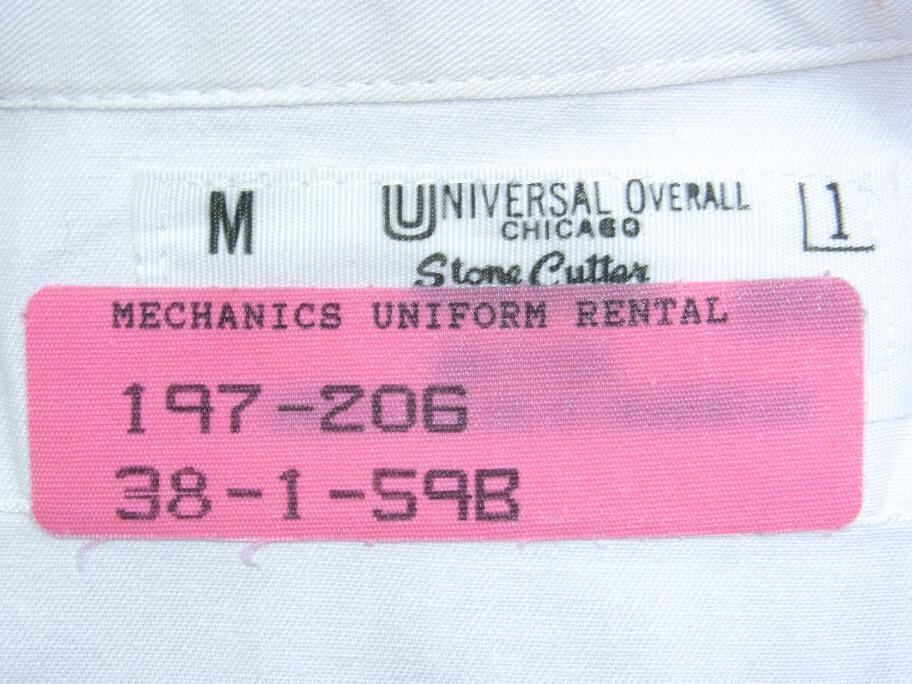 M UNIVERSAL OVERALL 1
CHICAGO
Stone Cutter
MECHANICS UNIFORM RENTAL
197-206
38-1-59B